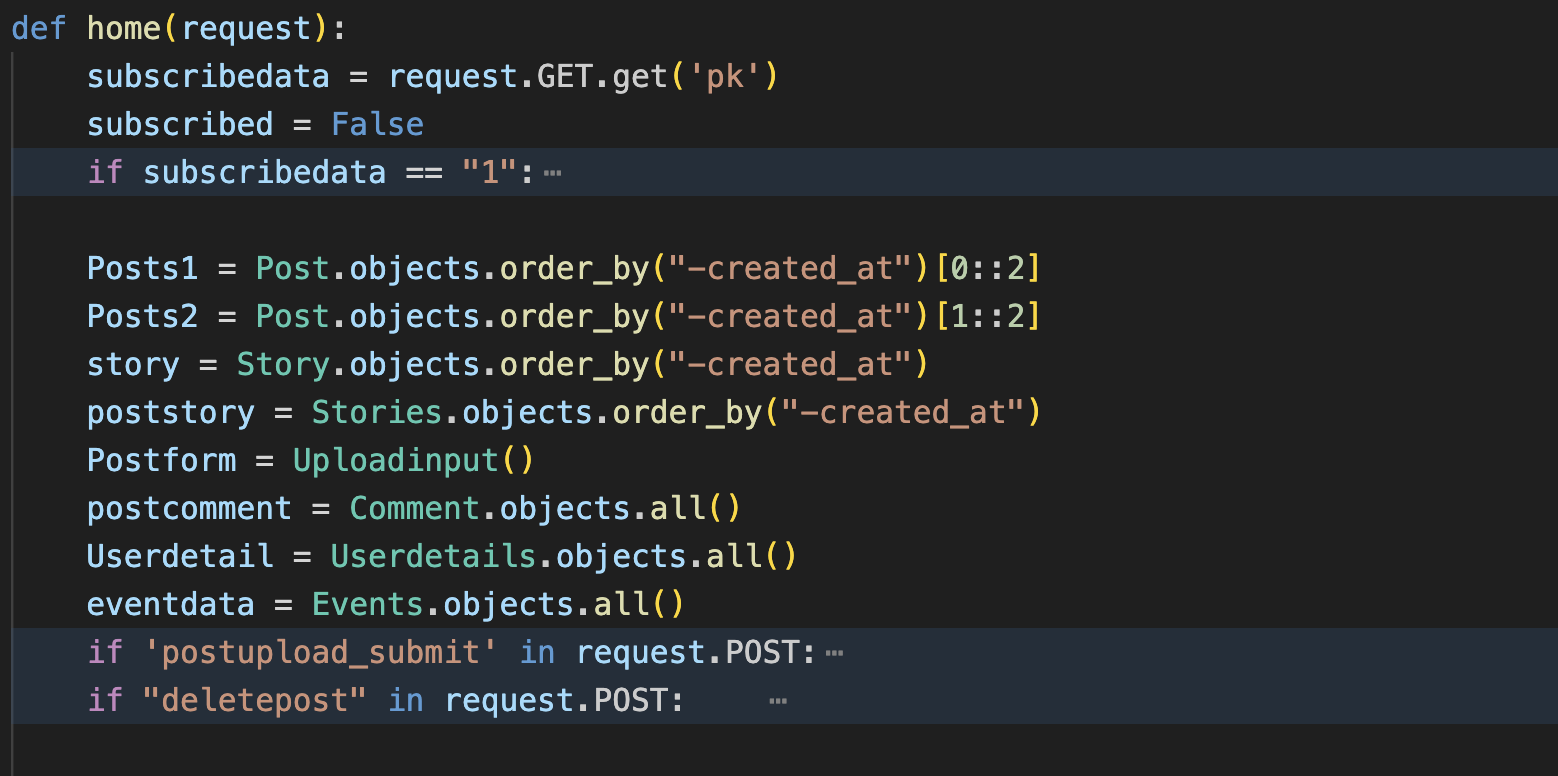 def home(request):
    subscribedata = request.GET.get('pk')
    subscribed = False
    if subscribedata == "1":⋯
    Posts1 = Post.objects.order_by("-created_at")[0::2]
    Posts2 = Post.objects.order_by("-created_at")[1::2]
    story = Story.objects.order_by("-created_at")
    poststory = Stories.objects.order_by("-created_at")
    Postform = Uploadinput()
    postcomment = Comment.objects.all()
    Userdetail = Userdetails.objects.all()
    eventdata = Events.objects.all()
    if 'postupload_submit' in request.POST:⋯
    if "deletepost" in request.POST:    ⋯